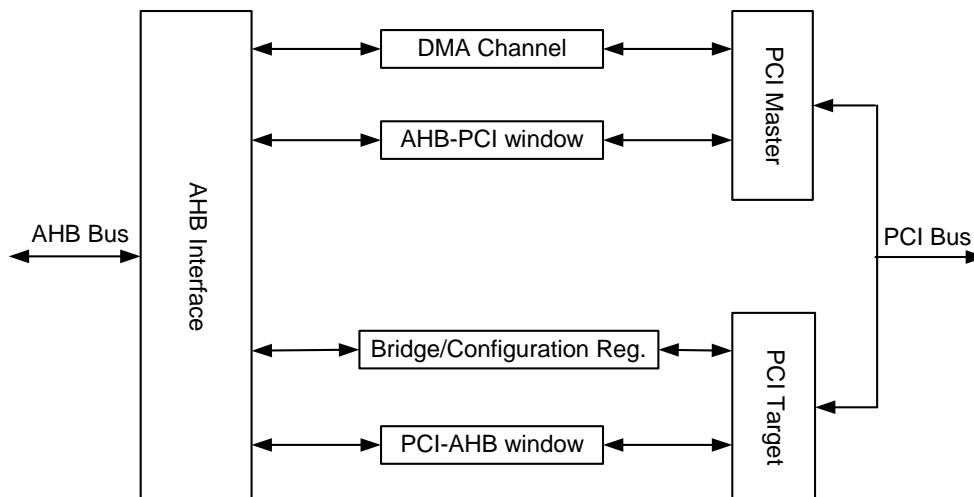 DMA Channel
PCI Master
AHB-PCI window
AHB Bus
AHB Interface
PCI Bus
Bridge/Configuration Reg.
PCI Target
PCI-AHB window